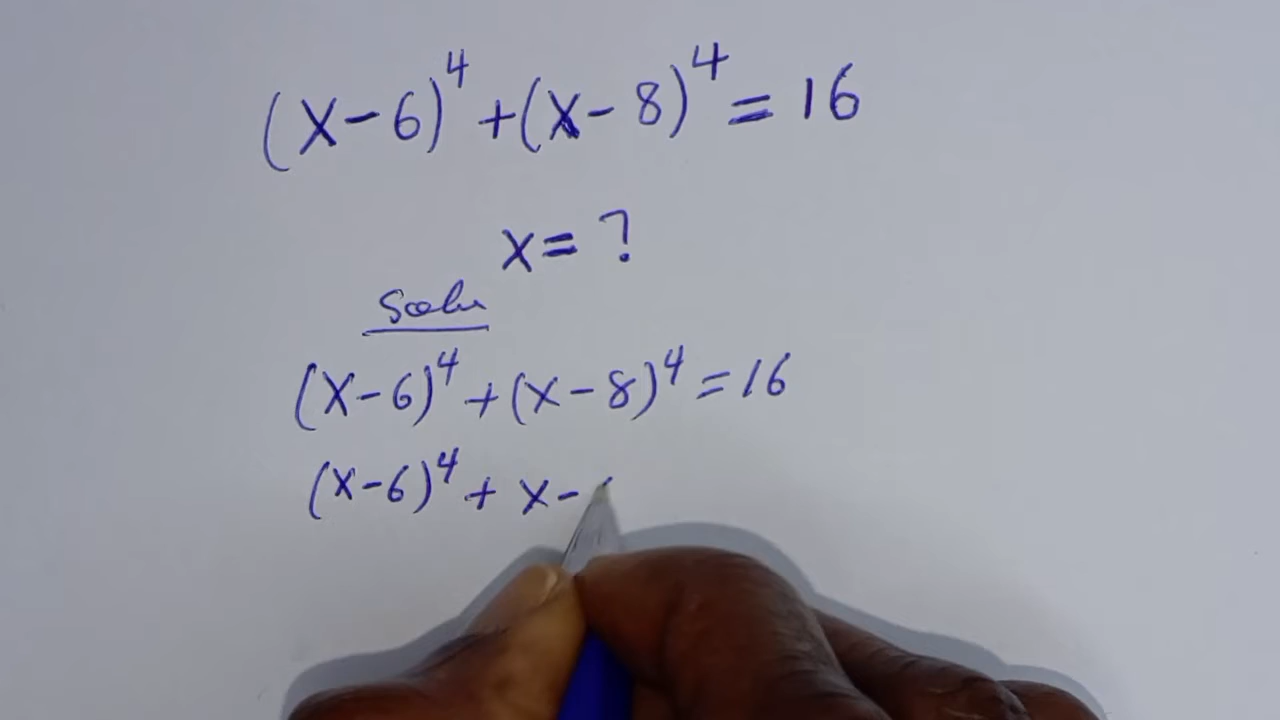 (x-6)⁴+(x-8)⁴=16
x=?
Soln
(x-6)⁴+(x-8)⁴=16
(x-6)⁴+ x-